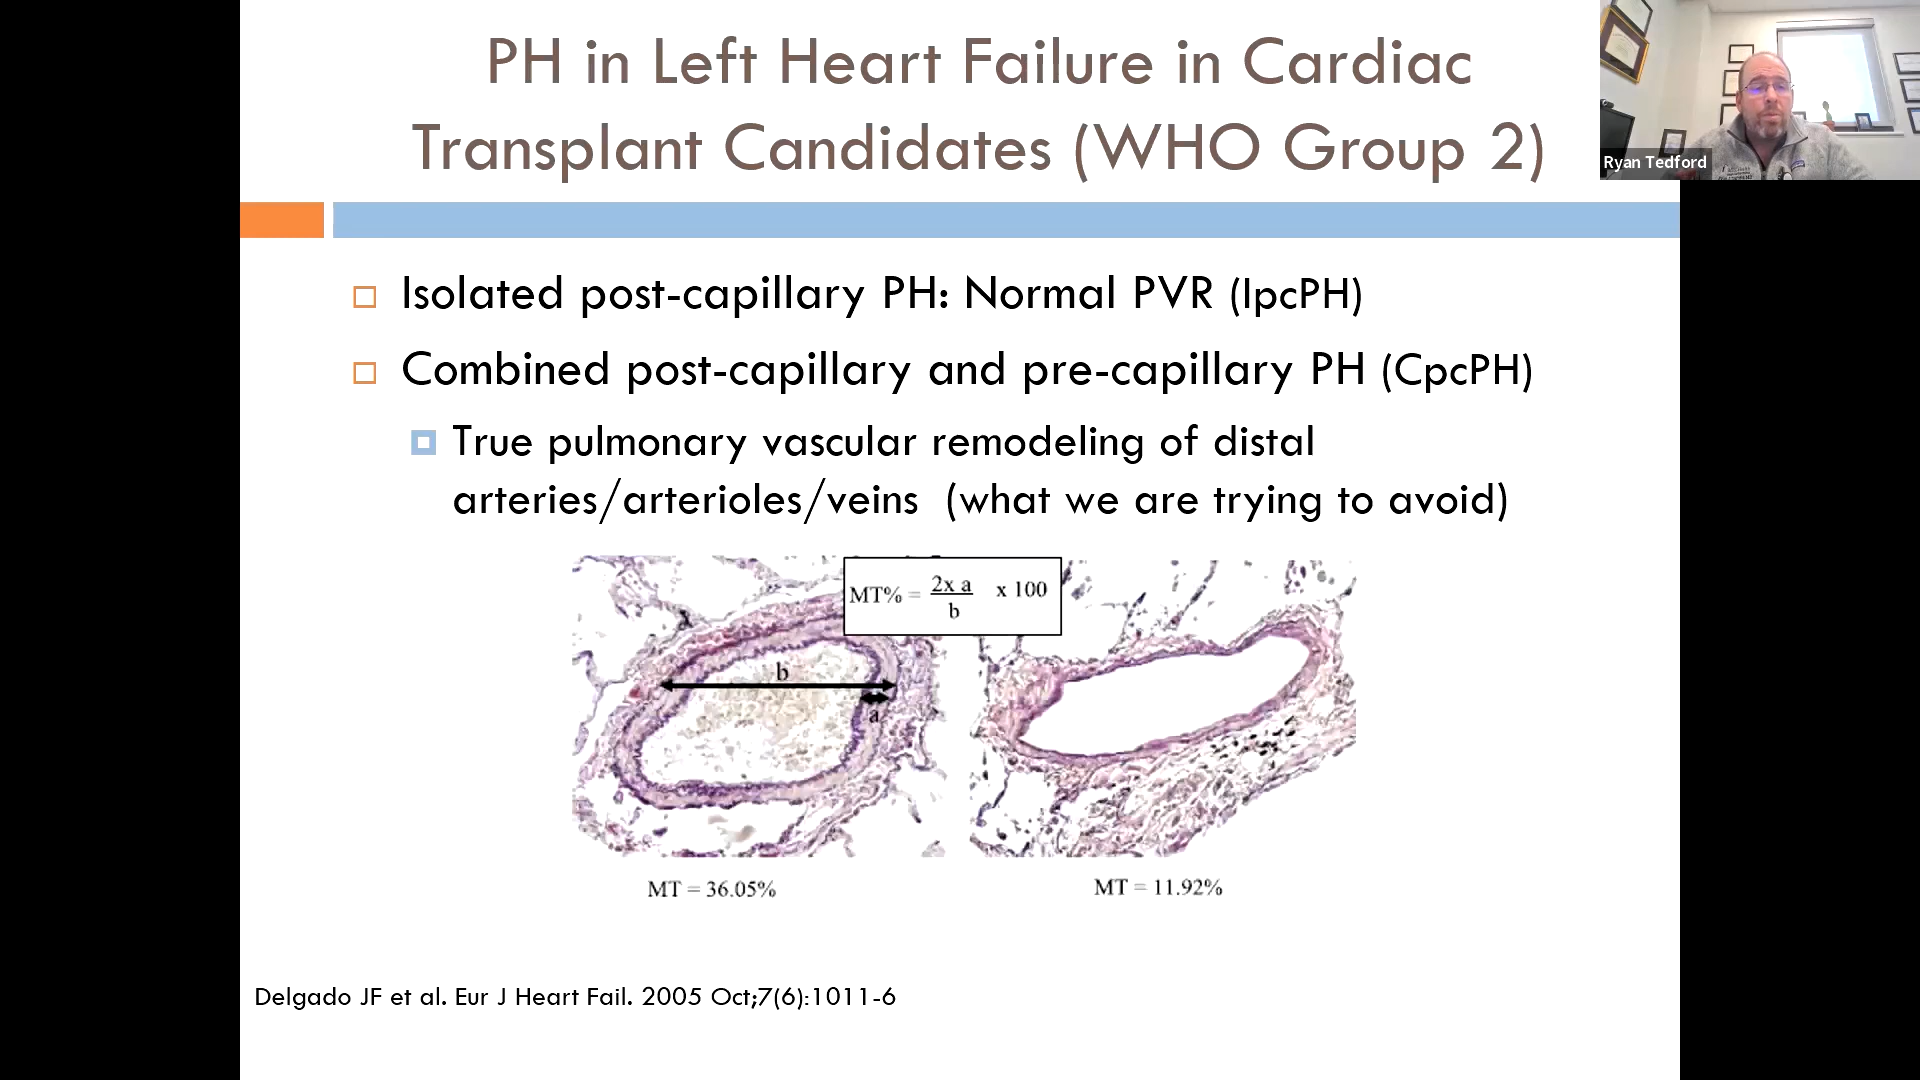 PH in Left Heart Failure in Cardiac
Transplant Candidates (WHO Group 2)
Ryan Tedford
Isolated post-capillary PH: Normal PVR (IpcPH)
Combined post-capillary and pre-capillary PH (CpcPH)
True pulmonary vascular remodeling of distal
arteries/arterioles/veins (what we are trying to avoid)
MT% = 2x a x 100
b
b
a
MT = 36.05%
MT = 11.92%
Delgado JF et al. Eur J Heart Fail. 2005 Oct;7(6):1011-6